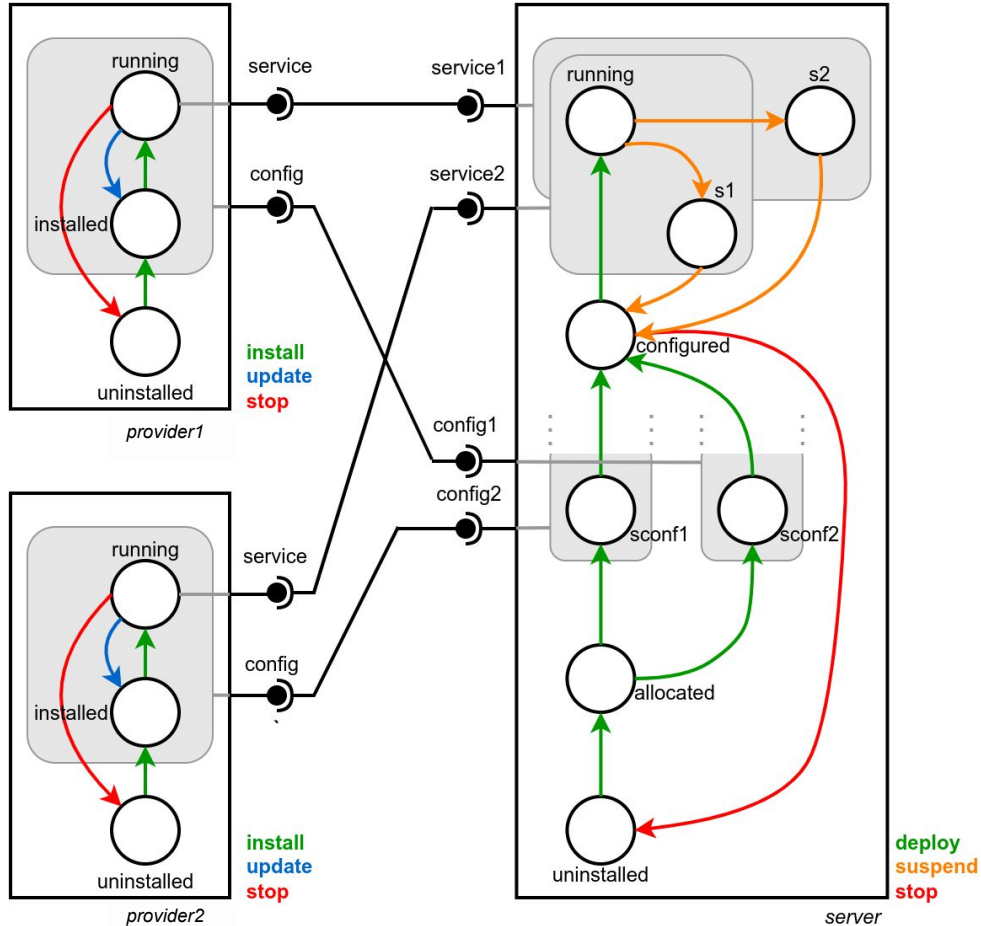 running
service
config
installed
uninstalled
install
update
stop
provider1
running
service
config
`
installed
uninstalled
install
update
stop
provider2
service1
service2
config1
config2
running
s2
s1
configured
sconf1
sconf2
allocated
uninstalled
deploy
suspend
stop
server